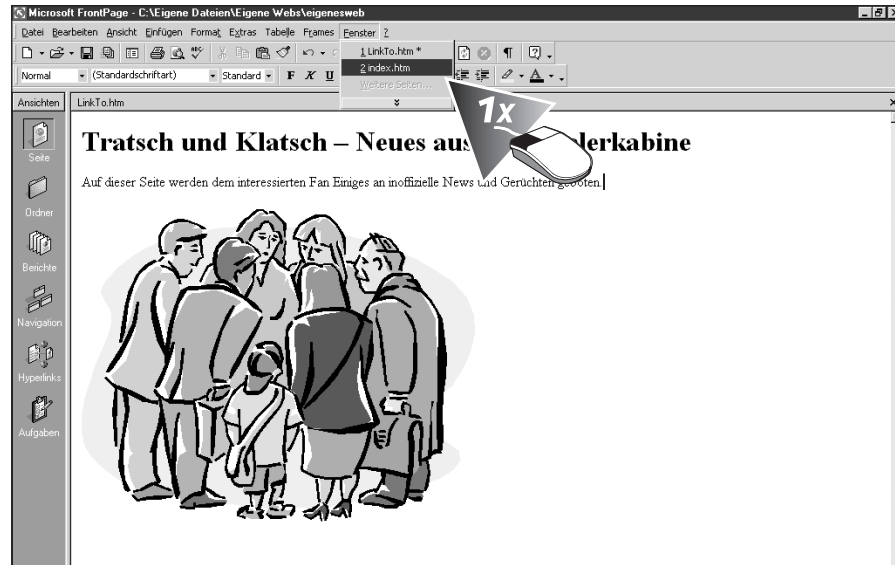 Microsoft FrontPage - C:\Eigene Dateien\Eigene Webs\eigenesweb
Datei Bearbeiten Ansicht Einfügen Format Extras Tabelle Frames Fenster ?
1 LinkTo.htm *
2 index.htm
Weitere Seiten...
Normal (Standardschriftart) Standard F K U
1x
Ansichten LinkTo.htm
Tratsch und Klatsch – Neues aus lerkabine
Auf dieser Seite werden dem interessierten Fan Einiges an inoffizielle News und Gerüchten geboten.
Seite
Ordner
Berichte
Navigation
Hyperlinks
Aufgaben